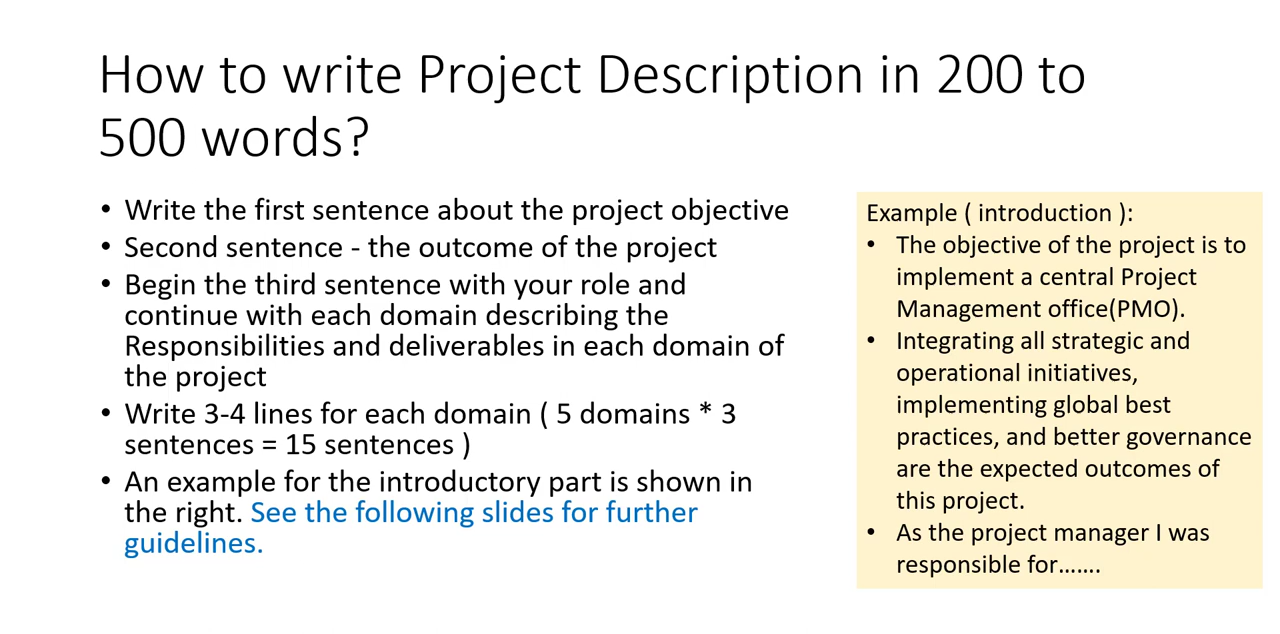 How to write Project Description in 200 to
500 words?
• Write the first sentence about the project objective
• Second sentence - the outcome of the project
• Begin the third sentence with your role and
continue with each domain describing the
Responsibilities and deliverables in each domain of
the project
• Write 3-4 lines for each domain ( 5 domains * 3
sentences = 15 sentences )
• An example for the introductory part is shown in
the right. See the following slides for further
guidelines.
Example ( introduction ):
• The objective of the project is to
implement a central Project
Management office(PMO).
• Integrating all strategic and
operational initiatives,
implementing global best
practices, and better governance
are the expected outcomes of
this project.
• As the project manager I was
responsible for…….